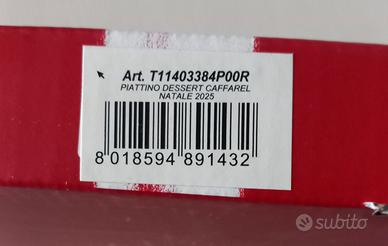 Art. T11403384P00R
PIATTINO DESSERT CAFFAREL
NATALE 2025
8 018594 891432
subito